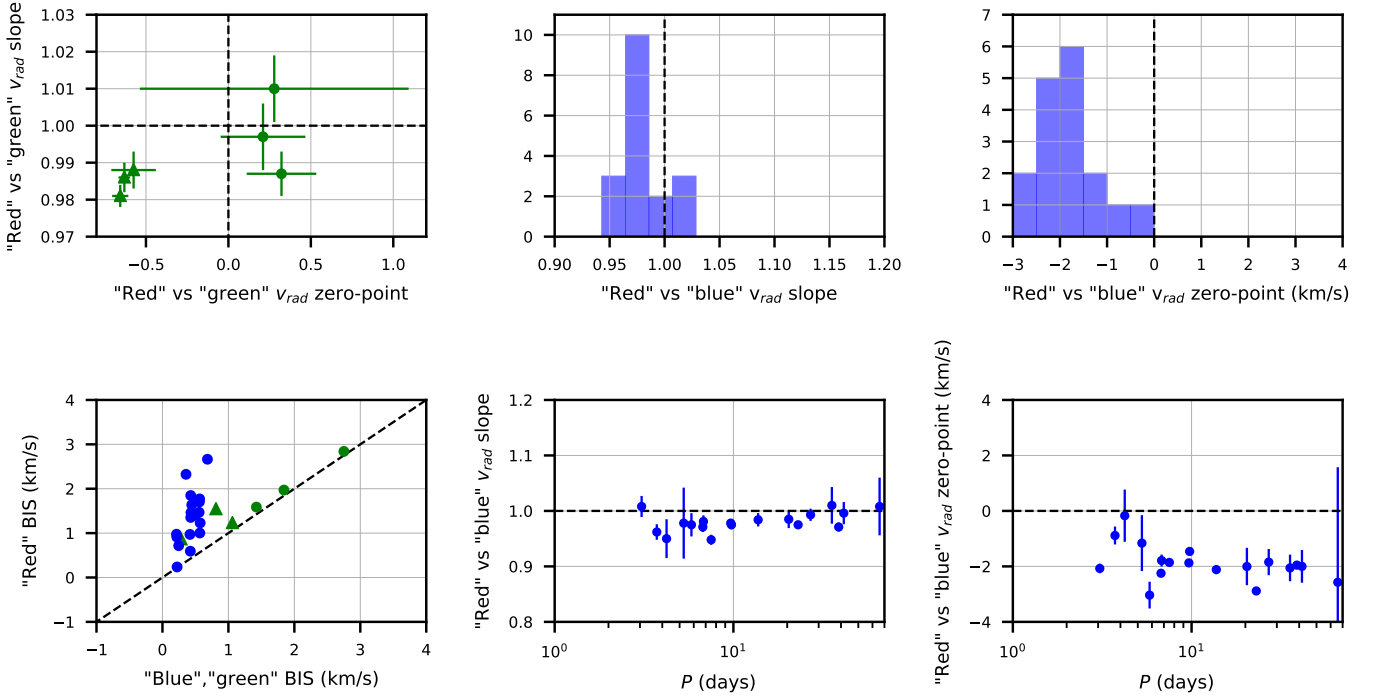 "Red" vs "green" v_rad slope
1.03
1.02
1.01
1.00
0.99
0.98
0.97
−0.5 0.0 0.5 1.0
"Red" vs "green" v_rad zero-point
10
8
6
4
2
0
0.90 0.95 1.00 1.05 1.10 1.15 1.20
"Red" vs "blue" v_rad slope
7
6
5
4
3
2
1
0
−3 −2 −1 0 1 2 3 4
"Red" vs "blue" v_rad zero-point (km/s)
"Red" BIS (km/s)
4
3
2
1
0
−1
−1 0 1 2 3 4
"Blue","green" BIS (km/s)
"Red" vs "blue" v_rad slope
1.2
1.1
1.0
0.9
0.8
10^0 10^1
P (days)
"Red" vs "blue" v_rad zero-point (km/s)
4
2
0
−2
−4
10^0 10^1
P (days)